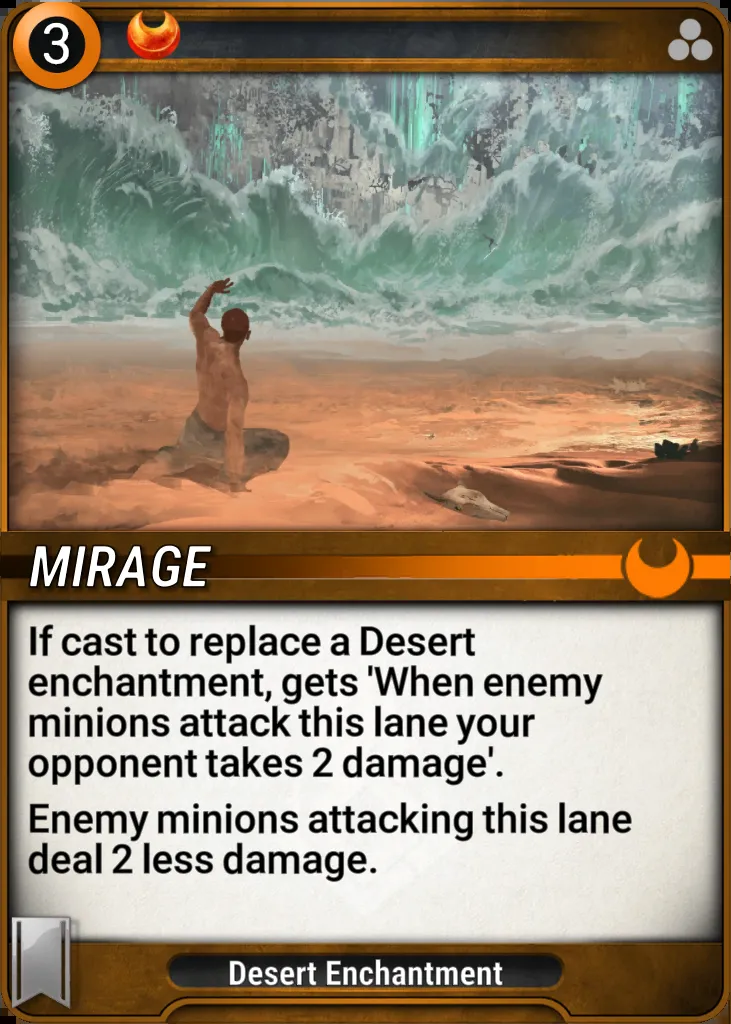 3
MIRAGE
If cast to replace a Desert
enchantment, gets 'When enemy
minions attack this lane your
opponent takes 2 damage'.
Enemy minions attacking this lane
deal 2 less damage.
Desert Enchantment